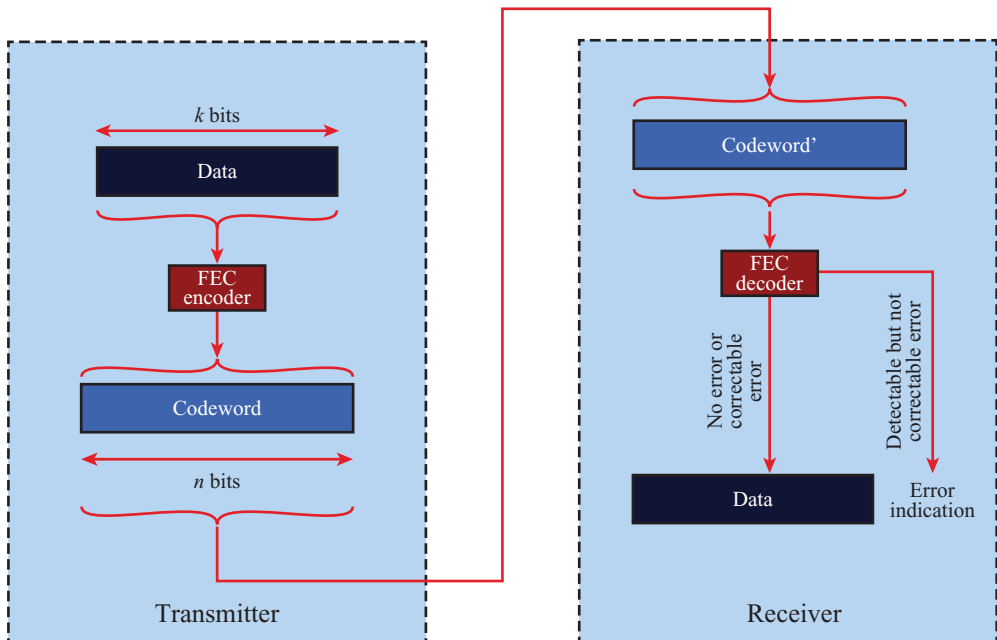 k bits
Data
FEC
encoder
Codeword
n bits
Transmitter
Codeword’
FEC
decoder
No error or
correctable
error
Detectable but not
correctable error
Data
Error
indication
Receiver